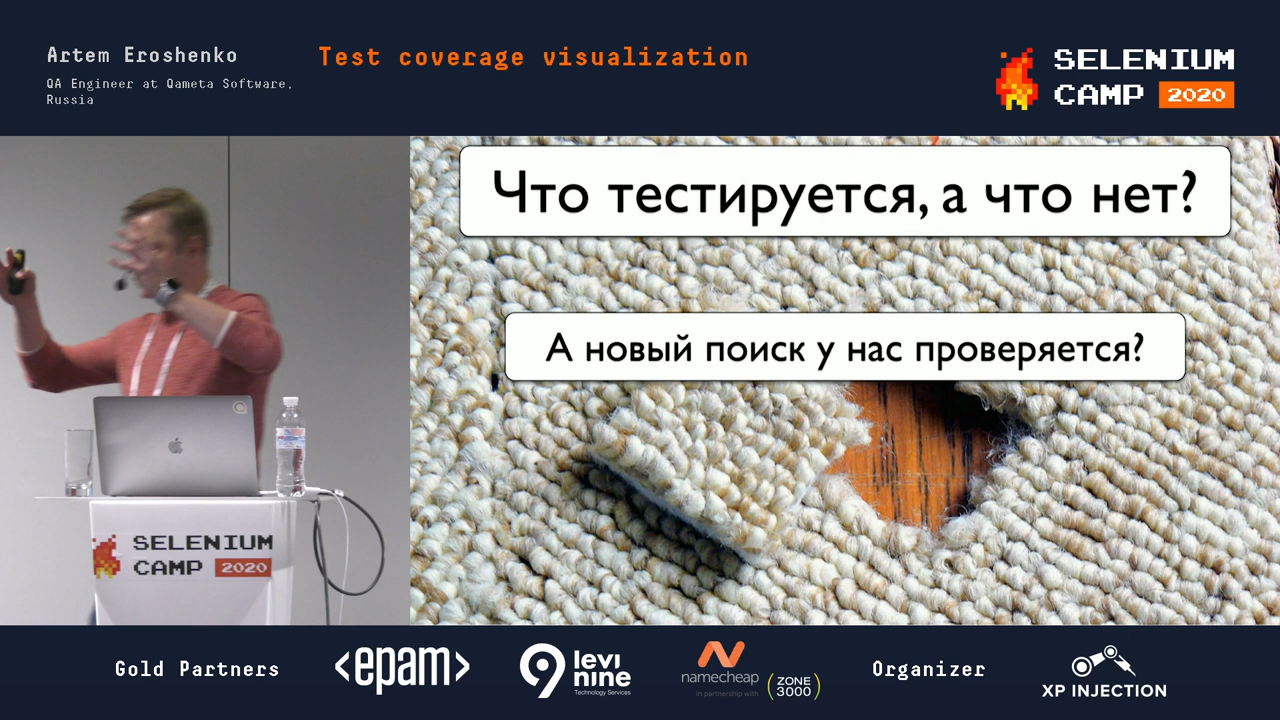 Artem Eroshenko
QA Engineer at Qameta Software,
Russia
Test coverage visualization
SELENIUM
CAMP 2020
Что тестируется, а что нет?
А новый поиск у нас проверяется?
SELENIUM
CAMP 2020
Gold Partners
<epam>
9 levi
nine
Technology Services
namecheap
in partnership with
ZONE
3000
Organizer
XP INJECTION